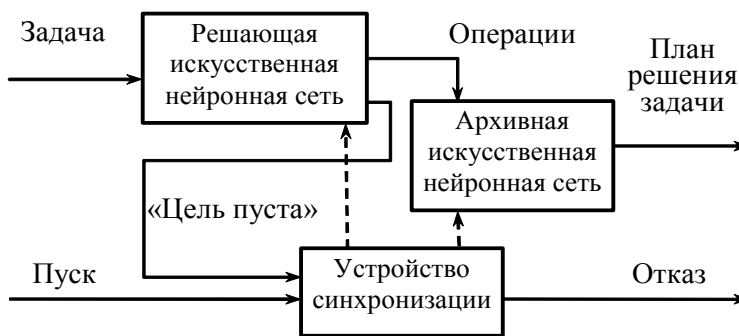 Задача
Решающая
искусственная
нейронная сеть
Операции
План
решения
задачи
Архивная
искусственная
нейронная сеть
«Цель пуста»
Пуск
Устройство
синхронизации
Отказ